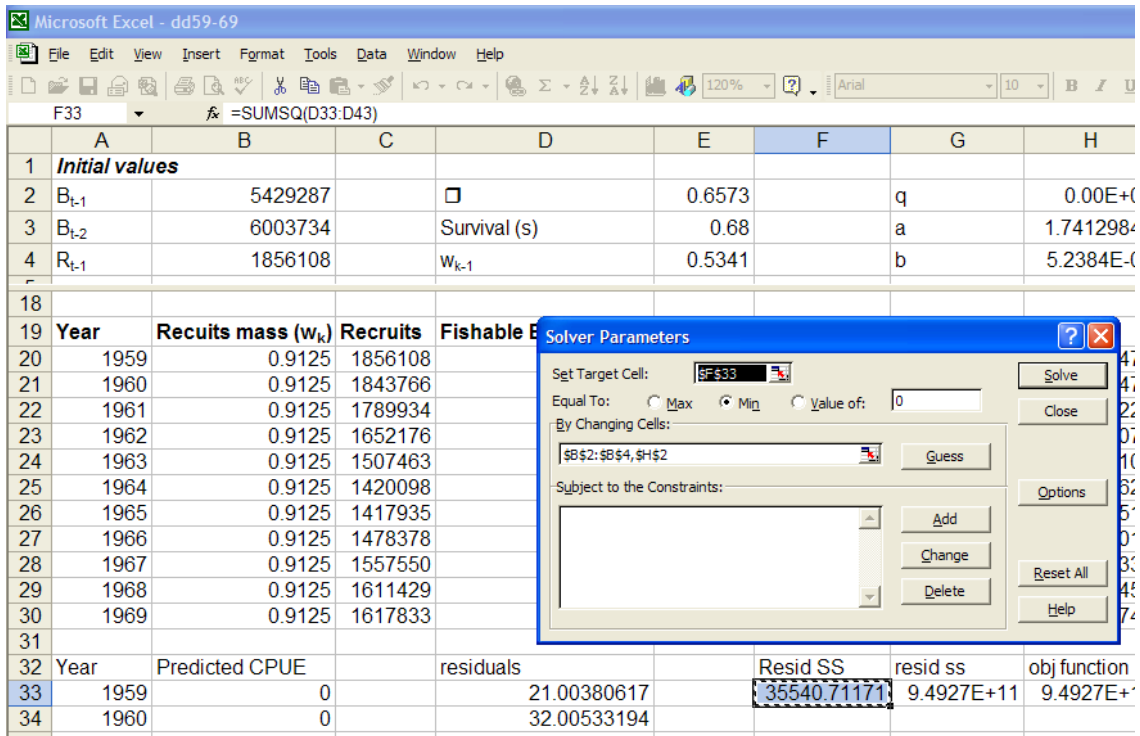 Microsoft Excel - dd59-69
File Edit View Insert Format Tools Data Window Help
120% Arial 10 B I U
F33 fx =SUMSQ(D33:D43)
A B C D E F G H
1 Initial values
2 Bt-1 5429287 0.6573 q 0.00E+0
3 Bt-2 6003734 Survival (s) 0.68 a 1.7412984
4 Rt-1 1856108 wk-1 0.5341 b 5.2384E-0
18
19 Year Recuits mass (wk) Recruits Fishable
20 1959 0.9125 1856108
21 1960 0.9125 1843766
22 1961 0.9125 1789934
23 1962 0.9125 1652176
24 1963 0.9125 1507463
25 1964 0.9125 1420098
26 1965 0.9125 1417935
27 1966 0.9125 1478378
28 1967 0.9125 1557550
29 1968 0.9125 1611429
30 1969 0.9125 1617833
31
Solver Parameters
Set Target Cell: $F$33 Solve
Equal To: Max Min Value of: 0 Close
By Changing Cells:
$B$2:$B$4,$H$2 Guess
Subject to the Constraints: Options
Add
Change
Delete
Reset All
Help
32 Year Predicted CPUE residuals Resid SS resid ss obj function
33 1959 0 21.00380617 35540.71171 9.4927E+11 9.4927E+
34 1960 0 32.00533194